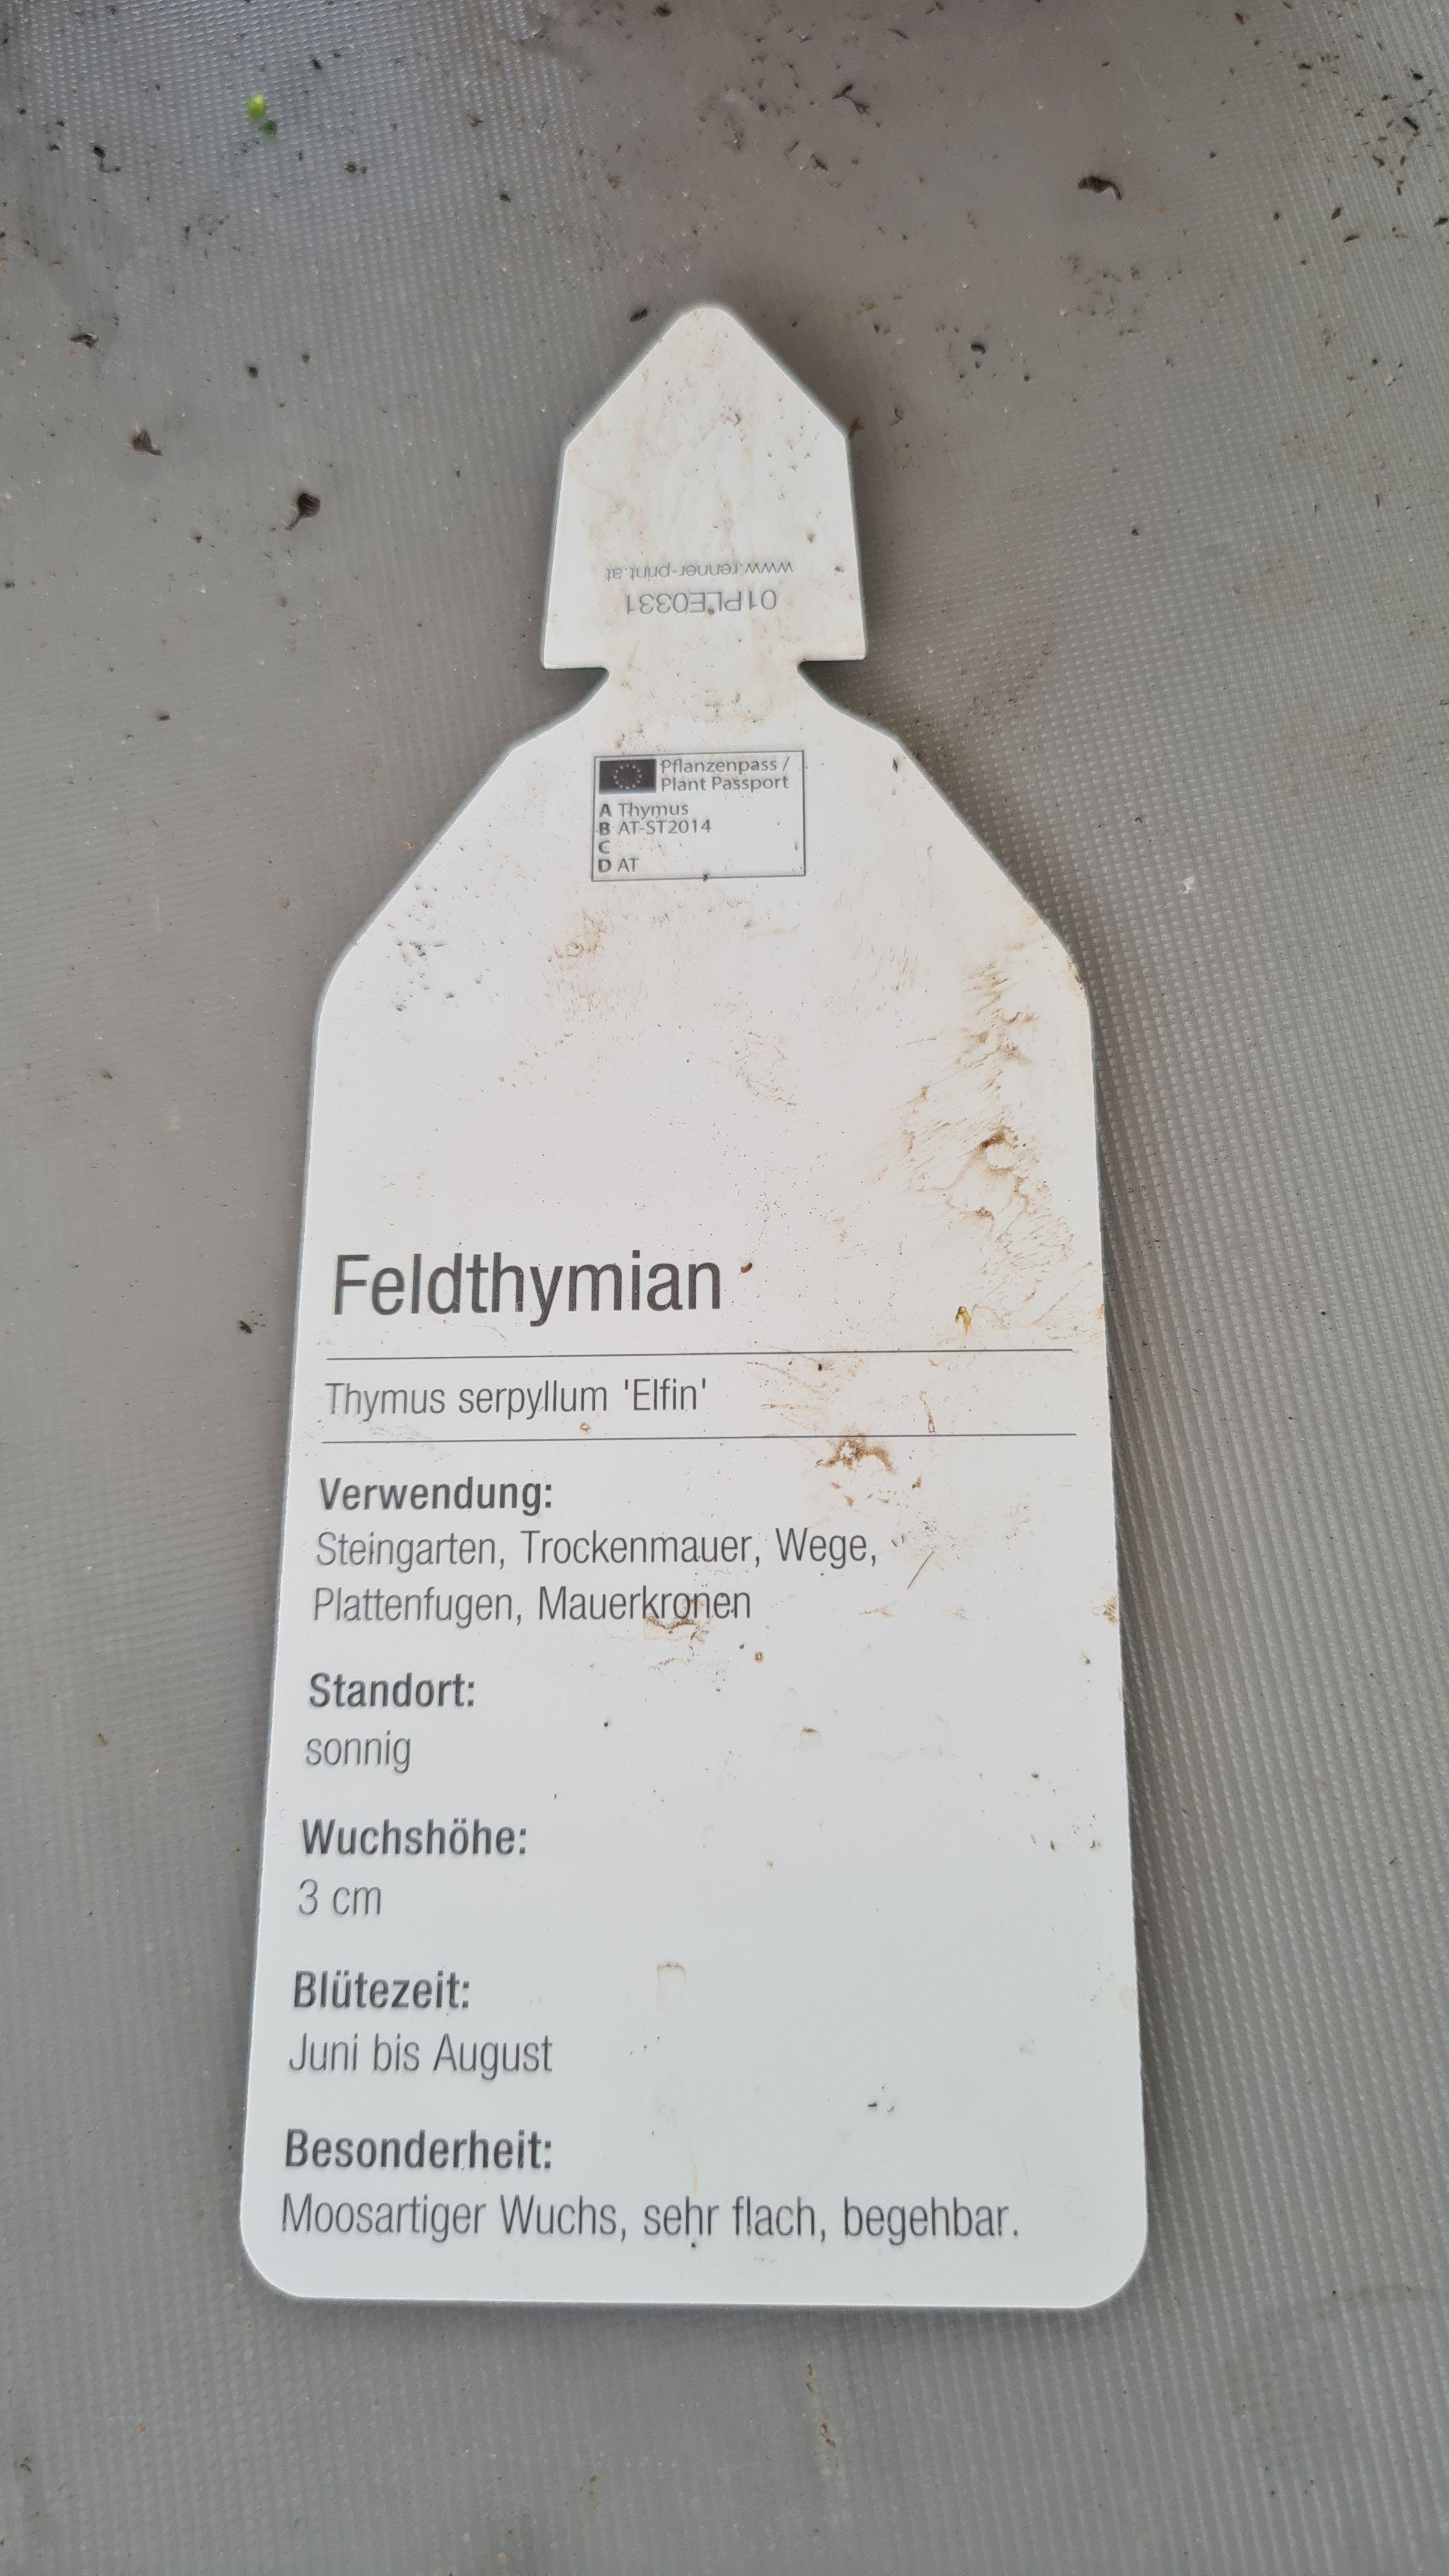 www.renner-print.at
01PLE0331
Pflanzenpass /
Plant Passport
A Thymus
B AT-ST2014
C
D AT
Feldthymian
Thymus serpyllum 'Elfin'
Verwendung:
Steingarten, Trockenmauer, Wege,
Plattenfugen, Mauerkronen
Standort:
sonnig
Wuchshöhe:
3 cm
Blütezeit:
Juni bis August
Besonderheit:
Moosartiger Wuchs, sehr flach, begehbar.